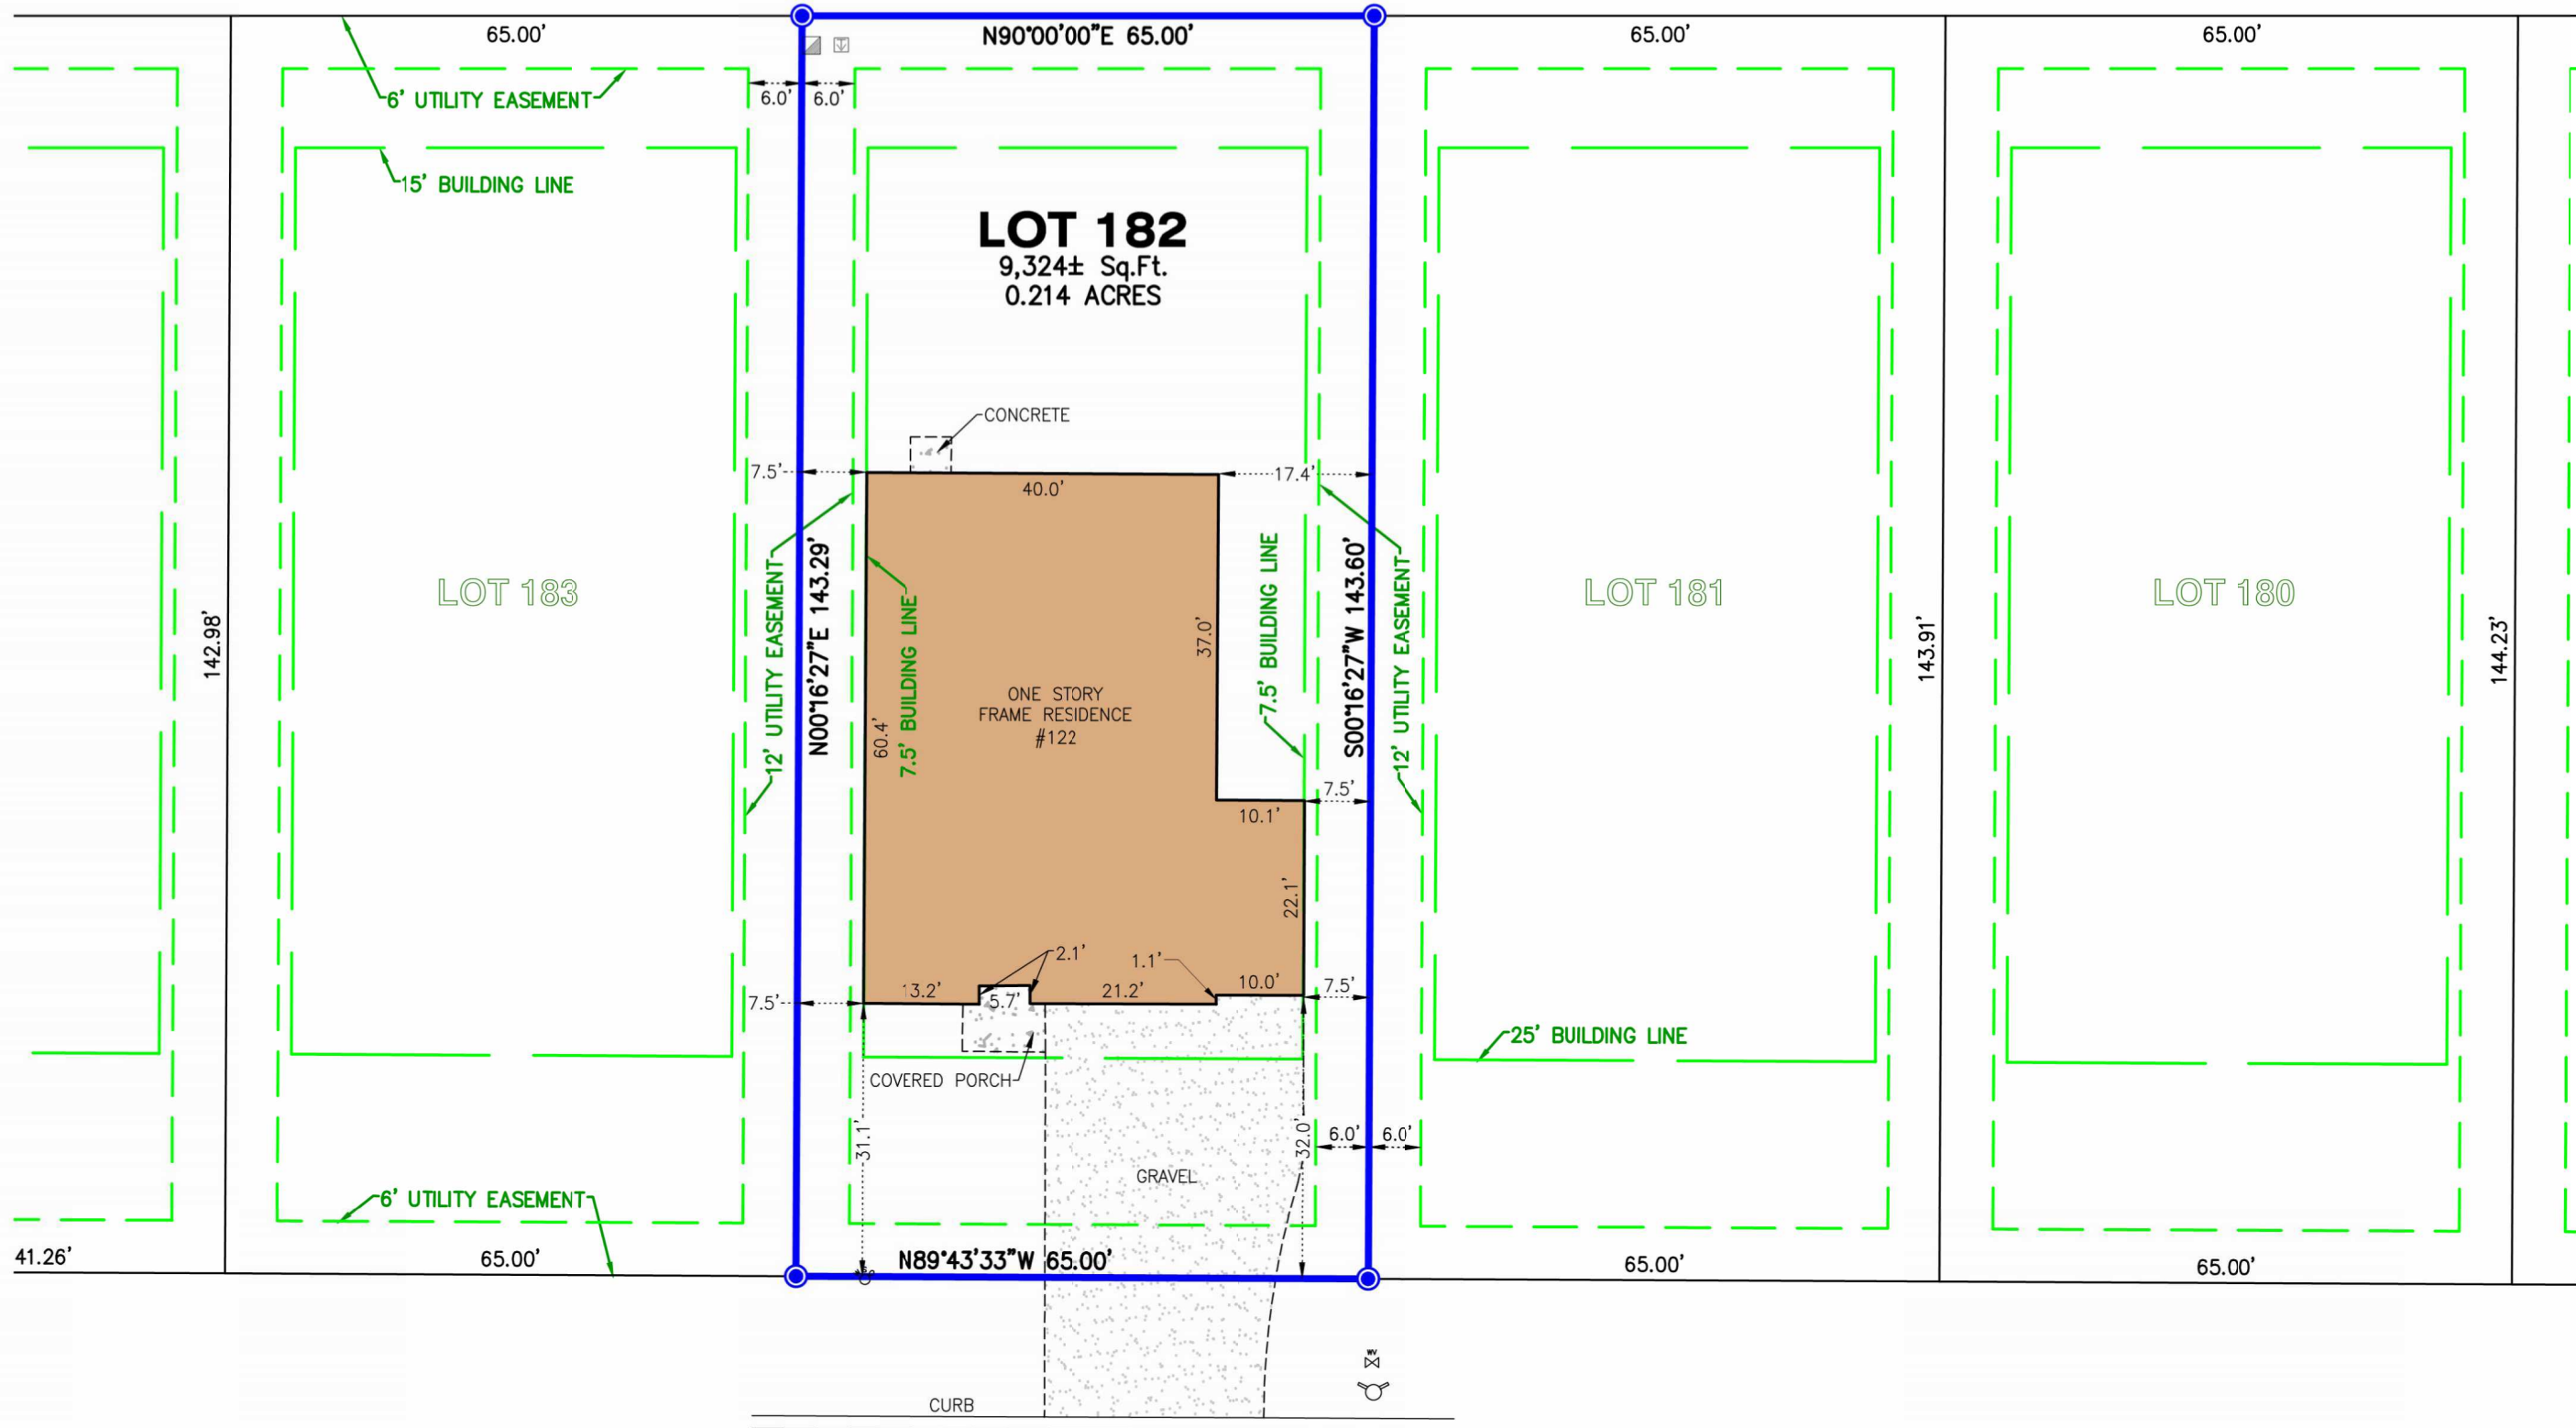 65.00'
N90°00'00"E 65.00'
65.00'
65.00'
6' UTILITY EASEMENT
6.0'
6.0'
15' BUILDING LINE
LOT 182
9,324± Sq.Ft.
0.214 ACRES
CONCRETE
7.5'
17.4'
40.0'
LOT 183
LOT 181
LOT 180
142.98'
12' UTILITY EASEMENT
N00°16'27"E 143.29'
60.4'
7.5' BUILDING LINE
ONE STORY
FRAME RESIDENCE
#122
37.0'
7.5' BUILDING LINE
S00°16'27"W 143.60'
12' UTILITY EASEMENT
143.91'
144.23'
7.5'
10.1'
22.1'
2.1'
1.1'
10.0'
7.5'
7.5'
13.2'
5.7'
21.2'
25' BUILDING LINE
COVERED PORCH
31.1'
32.0'
6.0'
6.0'
GRAVEL
6' UTILITY EASEMENT
41.26'
65.00'
N89°43'33"W 65.00'
65.00'
65.00'
WV
CURB